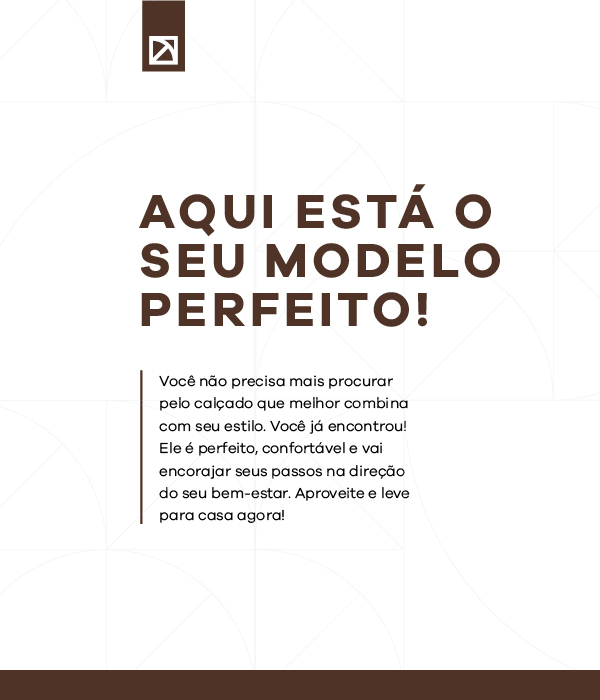 AQUI ESTÁ O
SEU MODELO
PERFEITO!
Você não precisa mais procurar
pelo calçado que melhor combina
com seu estilo. Você já encontrou!
Ele é perfeito, confortável e vai
encorajar seus passos na direção
do seu bem-estar. Aproveite e leve
para casa agora!